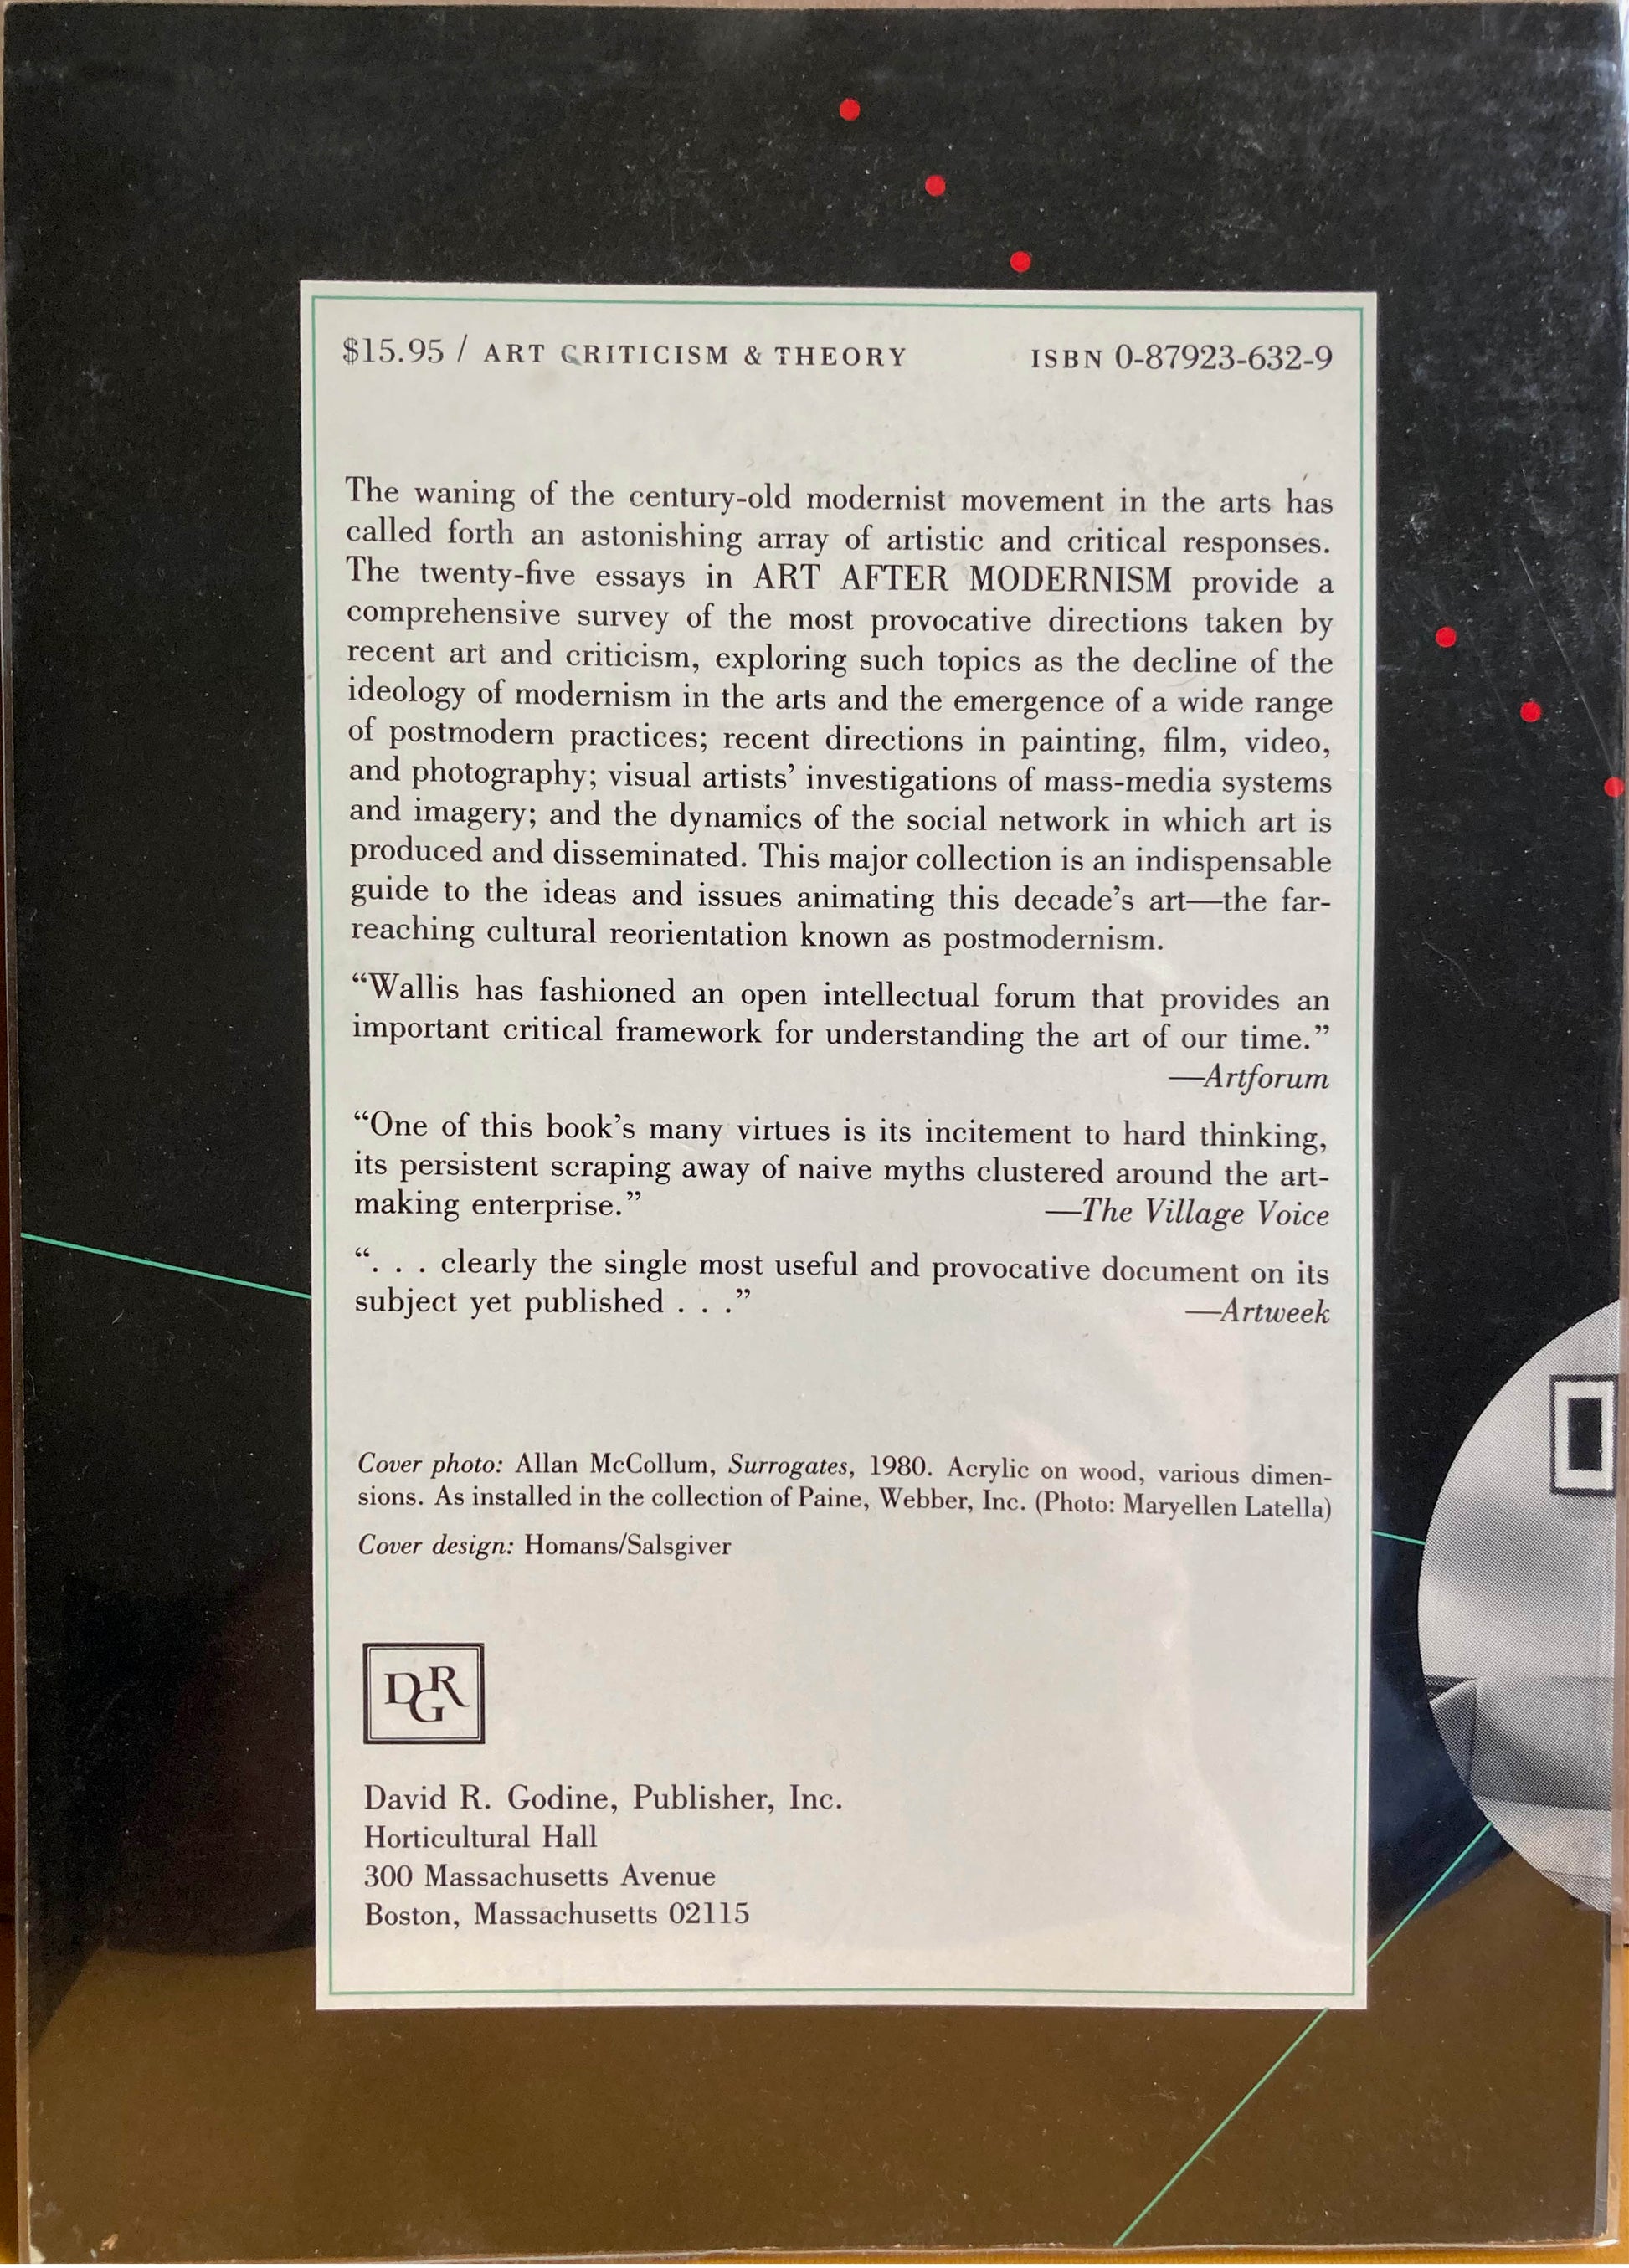 $15.95 / ART CRITICISM & THEORY ISBN 0-87923-632-9
The waning of the century-old modernist movement in the arts has
called forth an astonishing array of artistic and critical responses.
The twenty-five essays in ART AFTER MODERNISM provide a
comprehensive survey of the most provocative directions taken by
recent art and criticism, exploring such topics as the decline of the
ideology of modernism in the arts and the emergence of a wide range
of postmodern practices; recent directions in painting, film, video,
and photography; visual artists’ investigations of mass-media systems
and imagery; and the dynamics of the social network in which art is
produced and disseminated. This major collection is an indispensable
guide to the ideas and issues animating this decade’s art—the far-
reaching cultural reorientation known as postmodernism.
“Wallis has fashioned an open intellectual forum that provides an
important critical framework for understanding the art of our time.”
—Artforum
“One of this book’s many virtues is its incitement to hard thinking,
its persistent scraping away of naive myths clustered around the art-
making enterprise.” —The Village Voice
“. . . clearly the single most useful and provocative document on its
subject yet published . . .” —Artweek
Cover photo: Allan McCollum, Surrogates, 1980. Acrylic on wood, various dimen-
sions. As installed in the collection of Paine, Webber, Inc. (Photo: Maryellen Latella)
Cover design: Homans/Salsgiver
DGR
David R. Godine, Publisher, Inc.
Horticultural Hall
300 Massachusetts Avenue
Boston, Massachusetts 02115